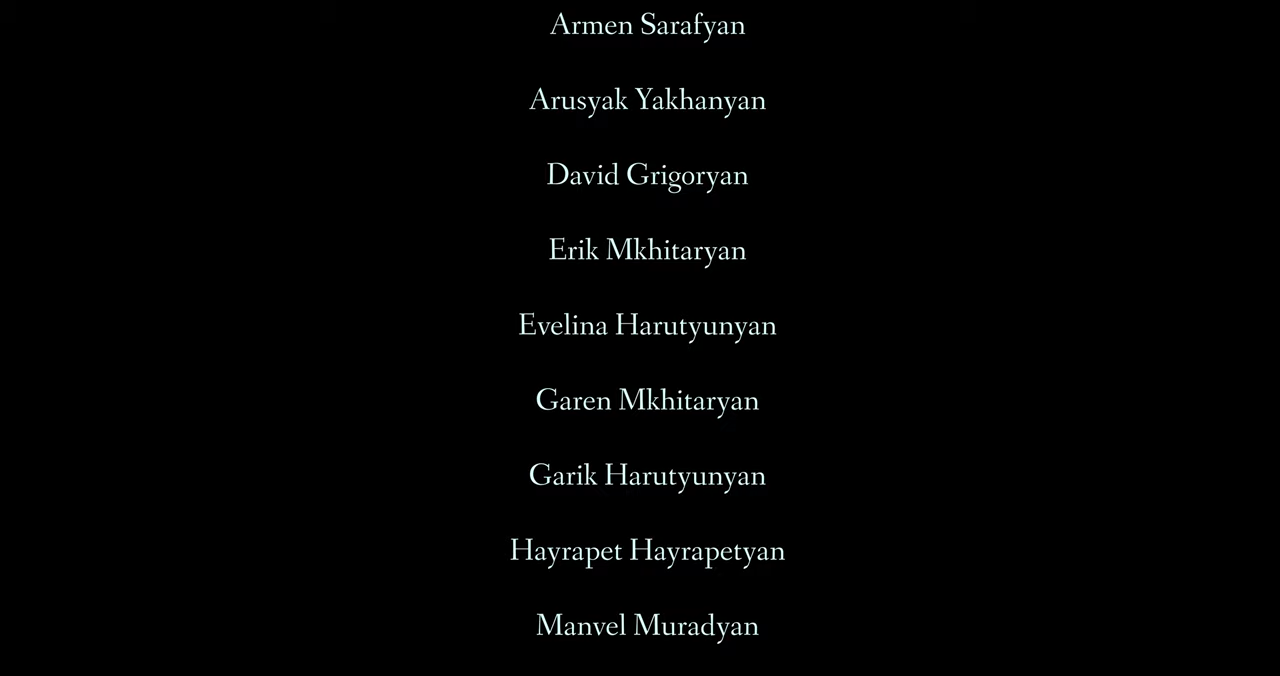 Armen Sarafyan
Arusyak Yakhanyan
David Grigoryan
Erik Mkhitaryan
Evelina Harutyunyan
Garen Mkhitaryan
Garik Harutyunyan
Hayrapet Hayrapetyan
Manvel Muradyan